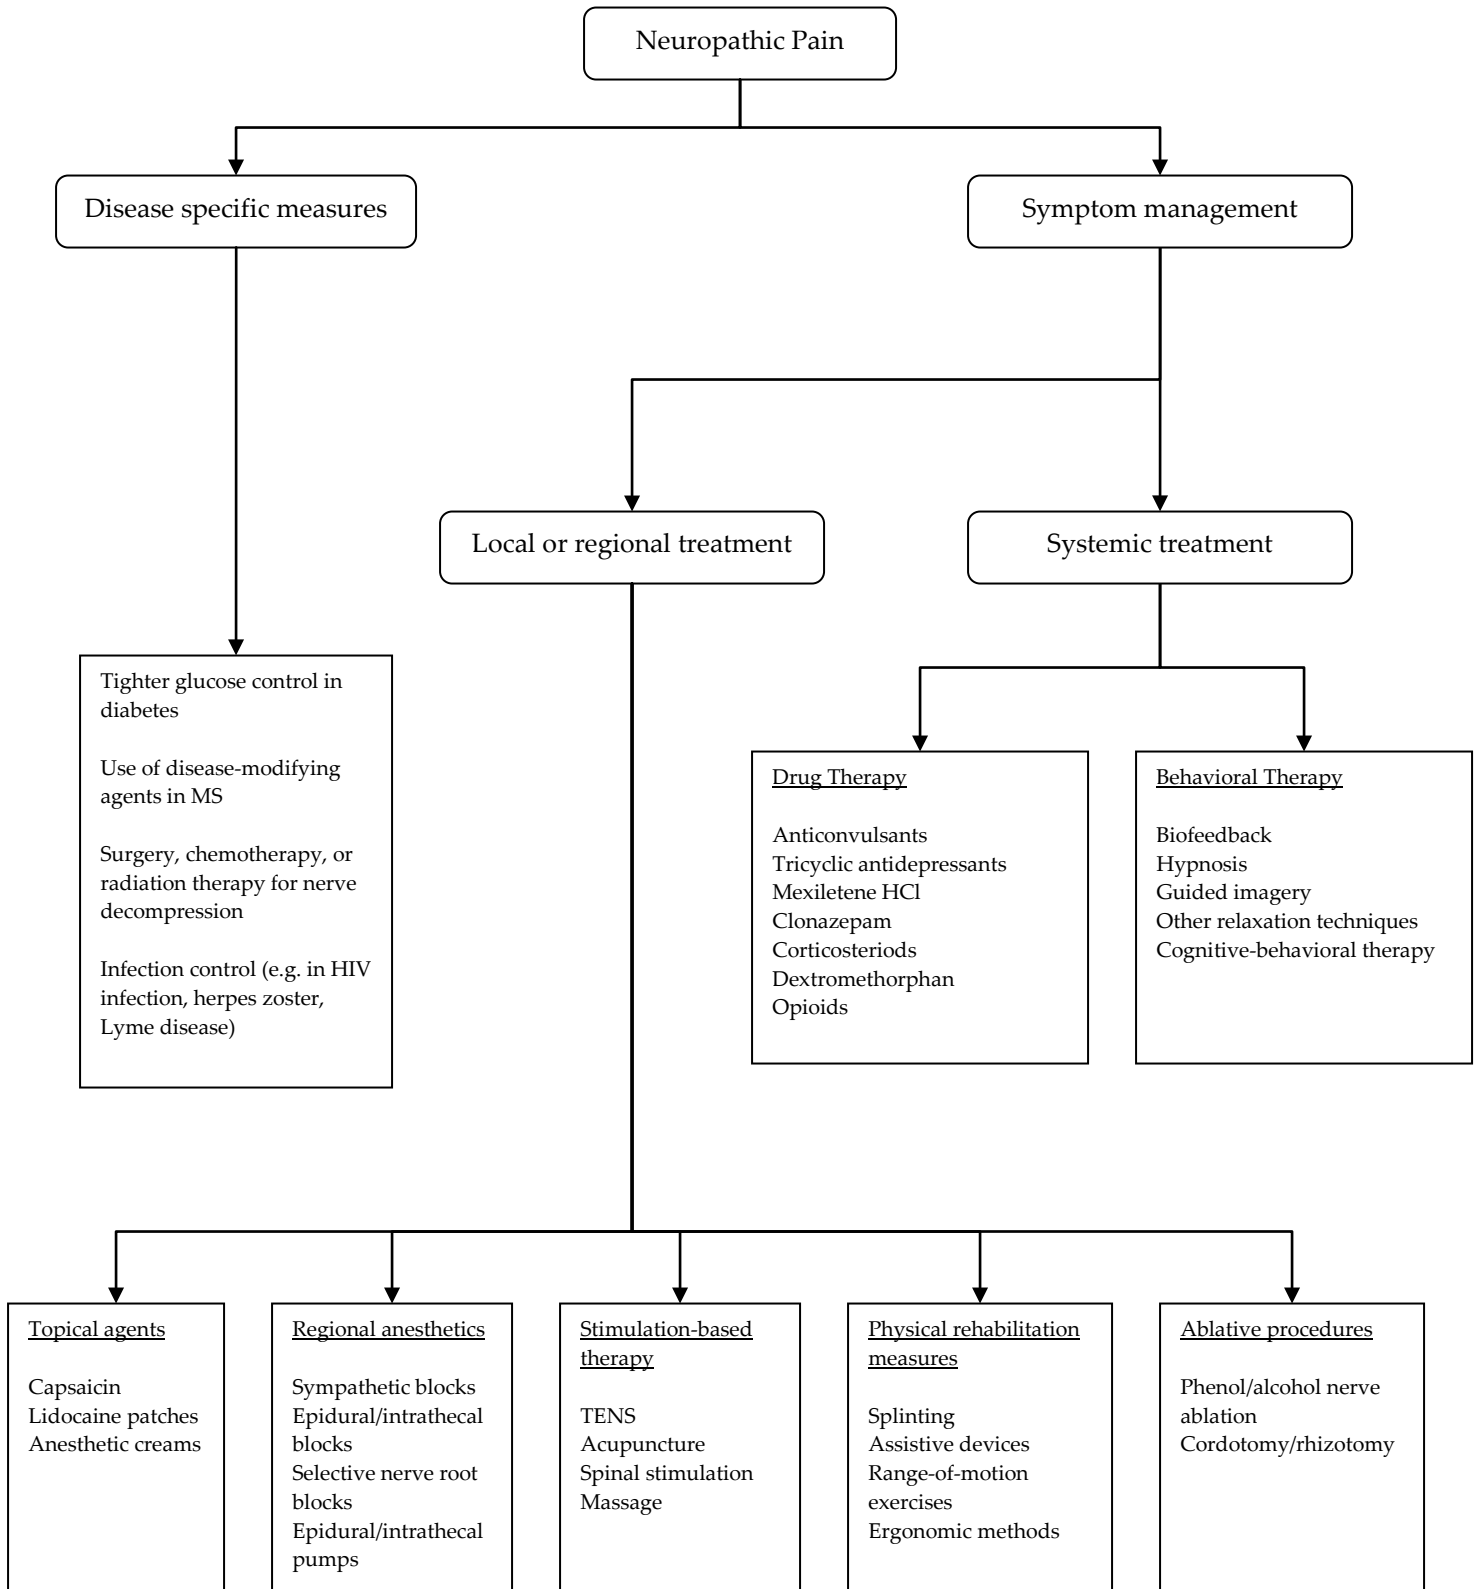 Neuropathic Pain
Disease specific measures
Symptom management
Local or regional treatment
Systemic treatment
Tighter glucose control in
diabetes
Use of disease-modifying
agents in MS
Surgery, chemotherapy, or
radiation therapy for nerve
decompression
Infection control (e.g. in HIV
infection, herpes zoster,
Lyme disease)
Drug Therapy
Anticonvulsants
Tricyclic antidepressants
Mexiletene HCl
Clonazepam
Corticosteriods
Dextromethorphan
Opioids
Behavioral Therapy
Biofeedback
Hypnosis
Guided imagery
Other relaxation techniques
Cognitive-behavioral therapy
Topical agents
Capsaicin
Lidocaine patches
Anesthetic creams
Regional anesthetics
Sympathetic blocks
Epidural/intrathecal
blocks
Selective nerve root
blocks
Epidural/intrathecal
pumps
Stimulation-based
therapy
TENS
Acupuncture
Spinal stimulation
Massage
Physical rehabilitation
measures
Splinting
Assistive devices
Range-of-motion
exercises
Ergonomic methods
Ablative procedures
Phenol/alcohol nerve
ablation
Cordotomy/rhizotomy